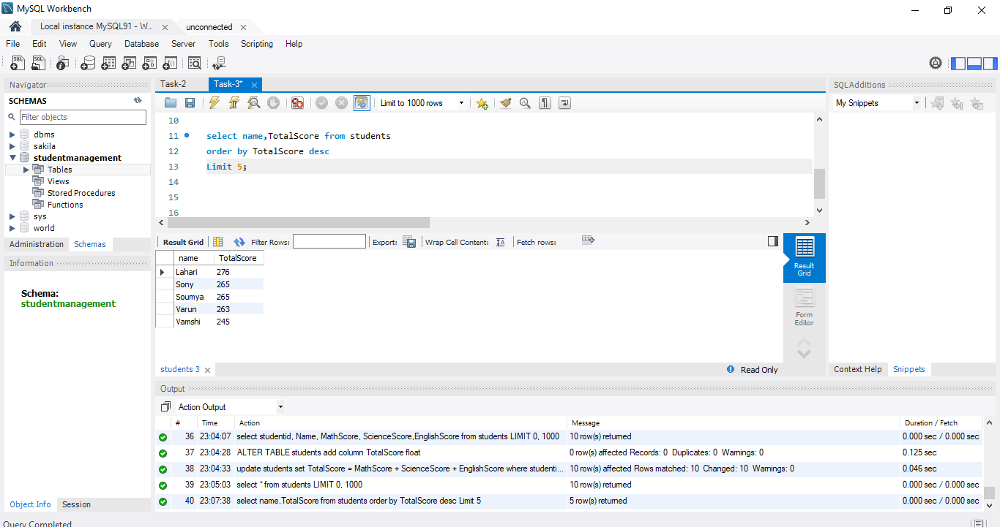 MySQL Workbench
Local instance MySQL91 - W... ×
unconnected ×
File Edit View Query Database Server Tools Scripting Help
Navigator
SCHEMAS
Filter objects
dbms
sakila
studentmanagement
Tables
Views
Stored Procedures
Functions
sys
world
Administration Schemas
Information
Schema:
studentmanagement
Object Info Session
Query Completed
Task-2 Task-3* ×
Limit to 1000 rows
10
11 select name,TotalScore from students
12 order by TotalScore desc
13 Limit 5;
14
15
16
Result Grid Filter Rows: Export: Wrap Cell Content: Fetch rows:
name TotalScore
Lahari 276
Sony 265
Soumya 265
Varun 263
Vamshi 245
Result
Grid
Form
Editor
students 3 ×
Read Only
SQLAdditions
My Snippets
Context Help Snippets
Output
Action Output
# Time Action Message Duration / Fetch
36 23:04:07 select studentid, Name, MathScore, ScienceScore,EnglishScore from students LIMIT 0, 1000 10 row(s) returned 0.000 sec / 0.000 sec
37 23:04:28 ALTER TABLE students add column TotalScore float 0 row(s) affected Records: 0 Duplicates: 0 Warnings: 0 0.125 sec
38 23:04:33 update students set TotalScore = MathScore + ScienceScore + EnglishScore where studenti... 10 row(s) affected Rows matched: 10 Changed: 10 Warnings: 0 0.046 sec
39 23:05:03 select * from students LIMIT 0, 1000 10 row(s) returned 0.000 sec / 0.000 sec
40 23:07:38 select name,TotalScore from students order by TotalScore desc Limit 5 5 row(s) returned 0.000 sec / 0.000 sec